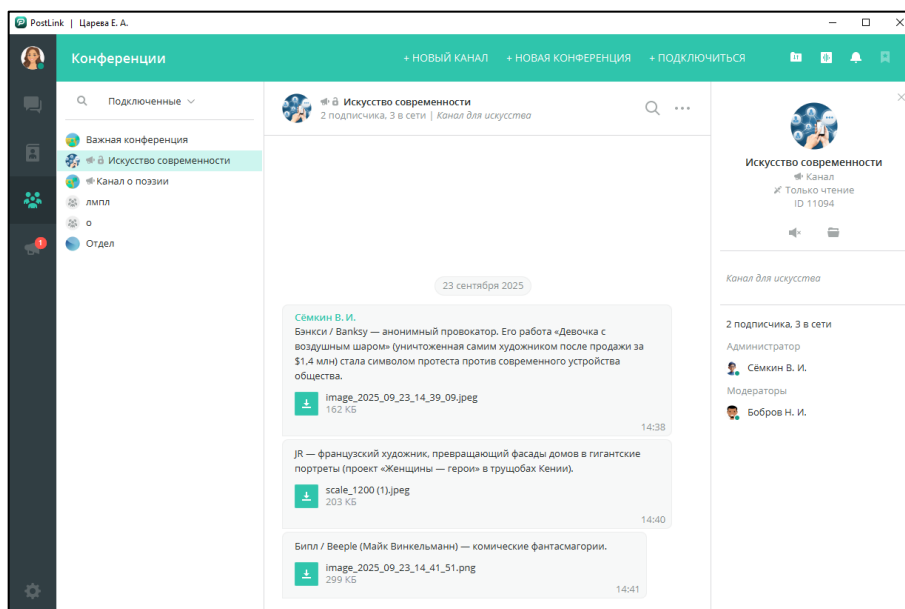 PostLink | Царева Е. А.
Конференции
+ НОВЫЙ КАНАЛ + НОВАЯ КОНФЕРЕНЦИЯ + ПОДКЛЮЧИТЬСЯ
Подключенные
Важная конференция
Искусство современности
Канал о поэзии
лмпл
о
Отдел
1
Искусство современности
2 подписчика, 3 в сети | Канал для искусства
23 сентября 2025
Сёмкин В. И.
Бэнкси / Banksy — анонимный провокатор. Его работа «Девочка с
воздушным шаром» (уничтоженная самим художником после продажи за
$1,4 млн) стала символом протеста против современного устройства
общества.
image_2025_09_23_14_39_09.jpeg
162 КБ
14:38
JR — французский художник, превращающий фасады домов в гигантские
портреты (проект «Женщины — герои» в трущобах Кении).
scale_1200 (1).jpeg
203 КБ
14:40
Бипл / Beeple (Майк Винкельманн) — комические фантасмагории.
image_2025_09_23_14_41_51.png
299 КБ
14:41
Искусство современности
Канал
Только чтение
ID 11094
Канал для искусства
2 подписчика, 3 в сети
Администратор
Сёмкин В. И.
Модераторы
Бобров Н. И.